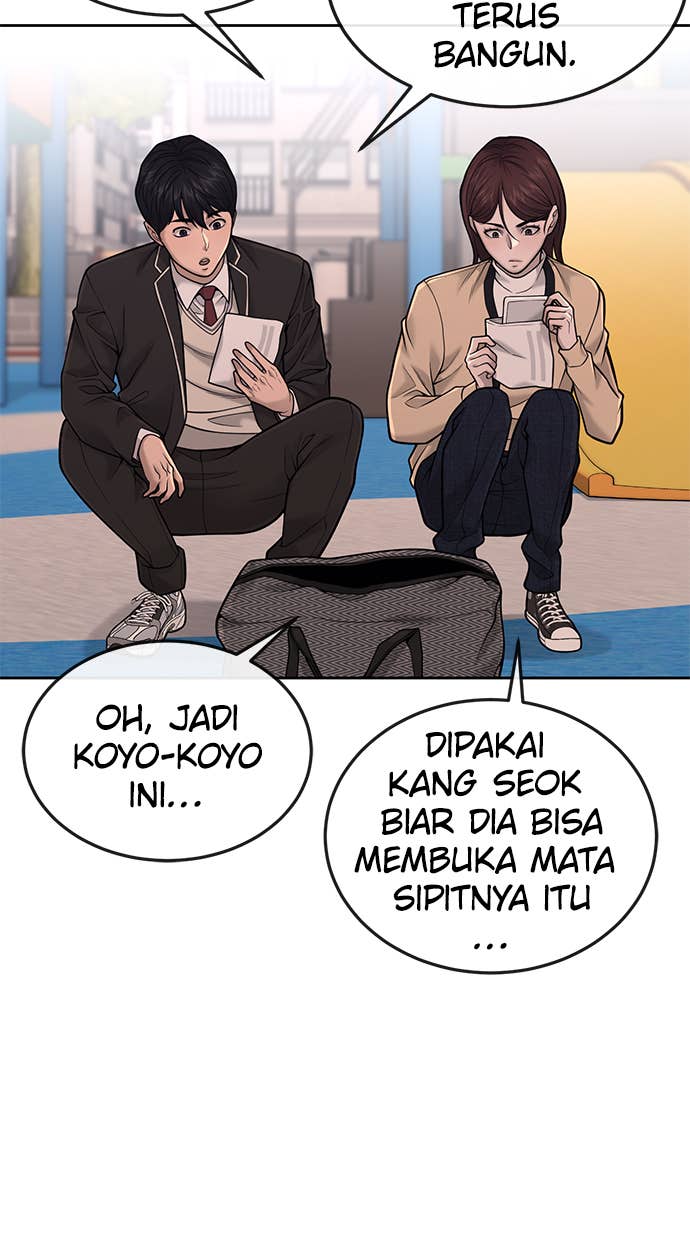 TERUS
BANGUN.
OH, JADI
KOYO-KOYO
INI...
DIPAKAI
KANG SEOK
BIAR DIA BISA
MEMBUKA MATA
SIPITNYA ITU
...